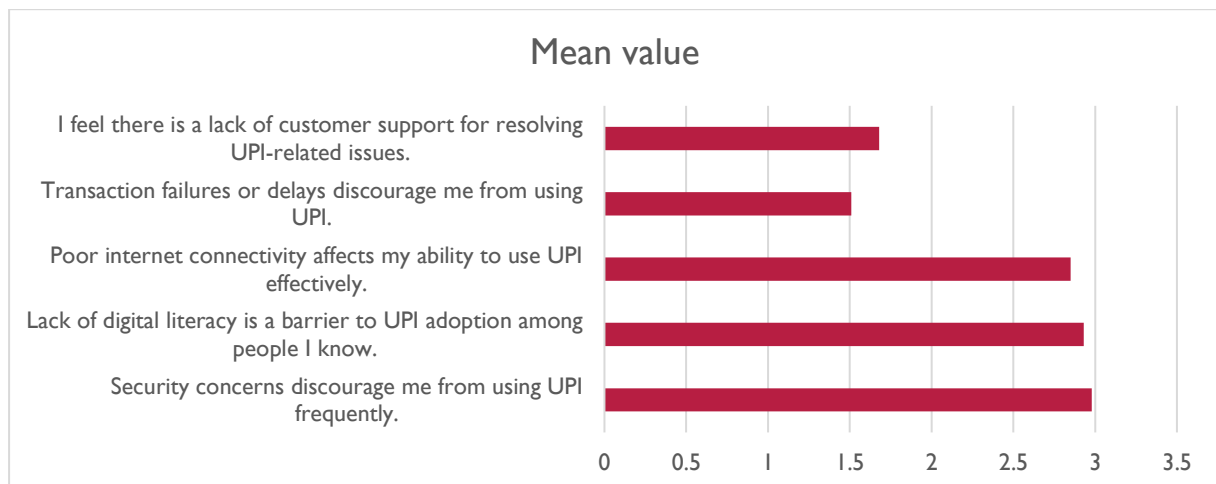 Mean value
I feel there is a lack of customer support for resolving
UPI-related issues.
Transaction failures or delays discourage me from using
UPI.
Poor internet connectivity affects my ability to use UPI
effectively.
Lack of digital literacy is a barrier to UPI adoption among
people I know.
Security concerns discourage me from using UPI
frequently.
0 0.5 1 1.5 2 2.5 3 3.5